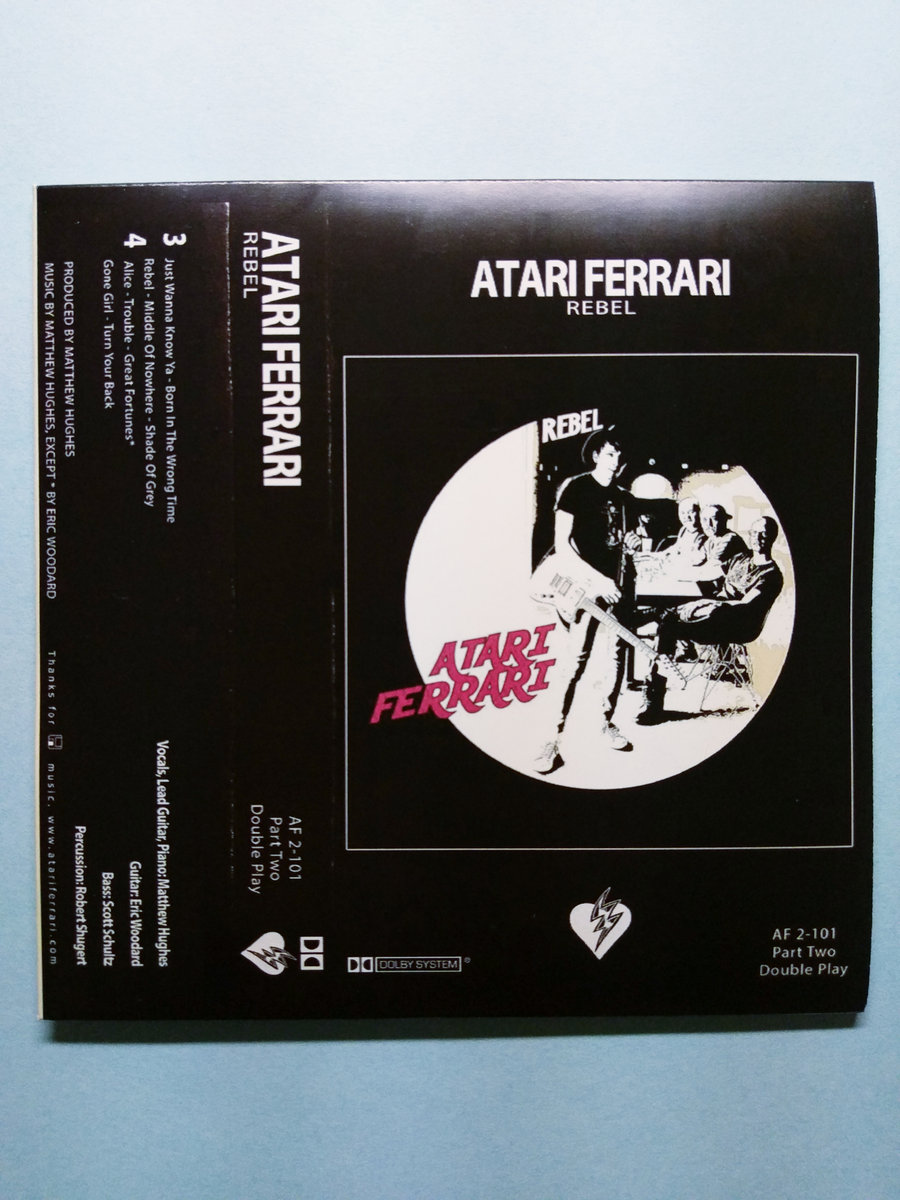 3 Just Wanna Know Ya - Born In The Wrong Time
Rebel - Middle Of Nowhere - Shade Of Grey
4 Alice - Trouble - Great Fortunes*
Gone Girl - Turn Your Back
PRODUCED BY MATTHEW HUGHES
MUSIC BY MATTHEW HUGHES, EXCEPT * BY ERIC WOODARD
Vocals, Lead Guitar, Piano: Matthew Hughes
Guitar: Eric Woodard
Bass: Scott Schultz
Percussion: Robert Shugert
Thanks for music. www.atariferrari.com
ATARI FERRARI
REBEL
AF 2-101
Part Two
Double Play
ATARI FERRARI
REBEL
REBEL
ATARI
FERRARI
DOLBY SYSTEM ®
AF 2-101
Part Two
Double Play